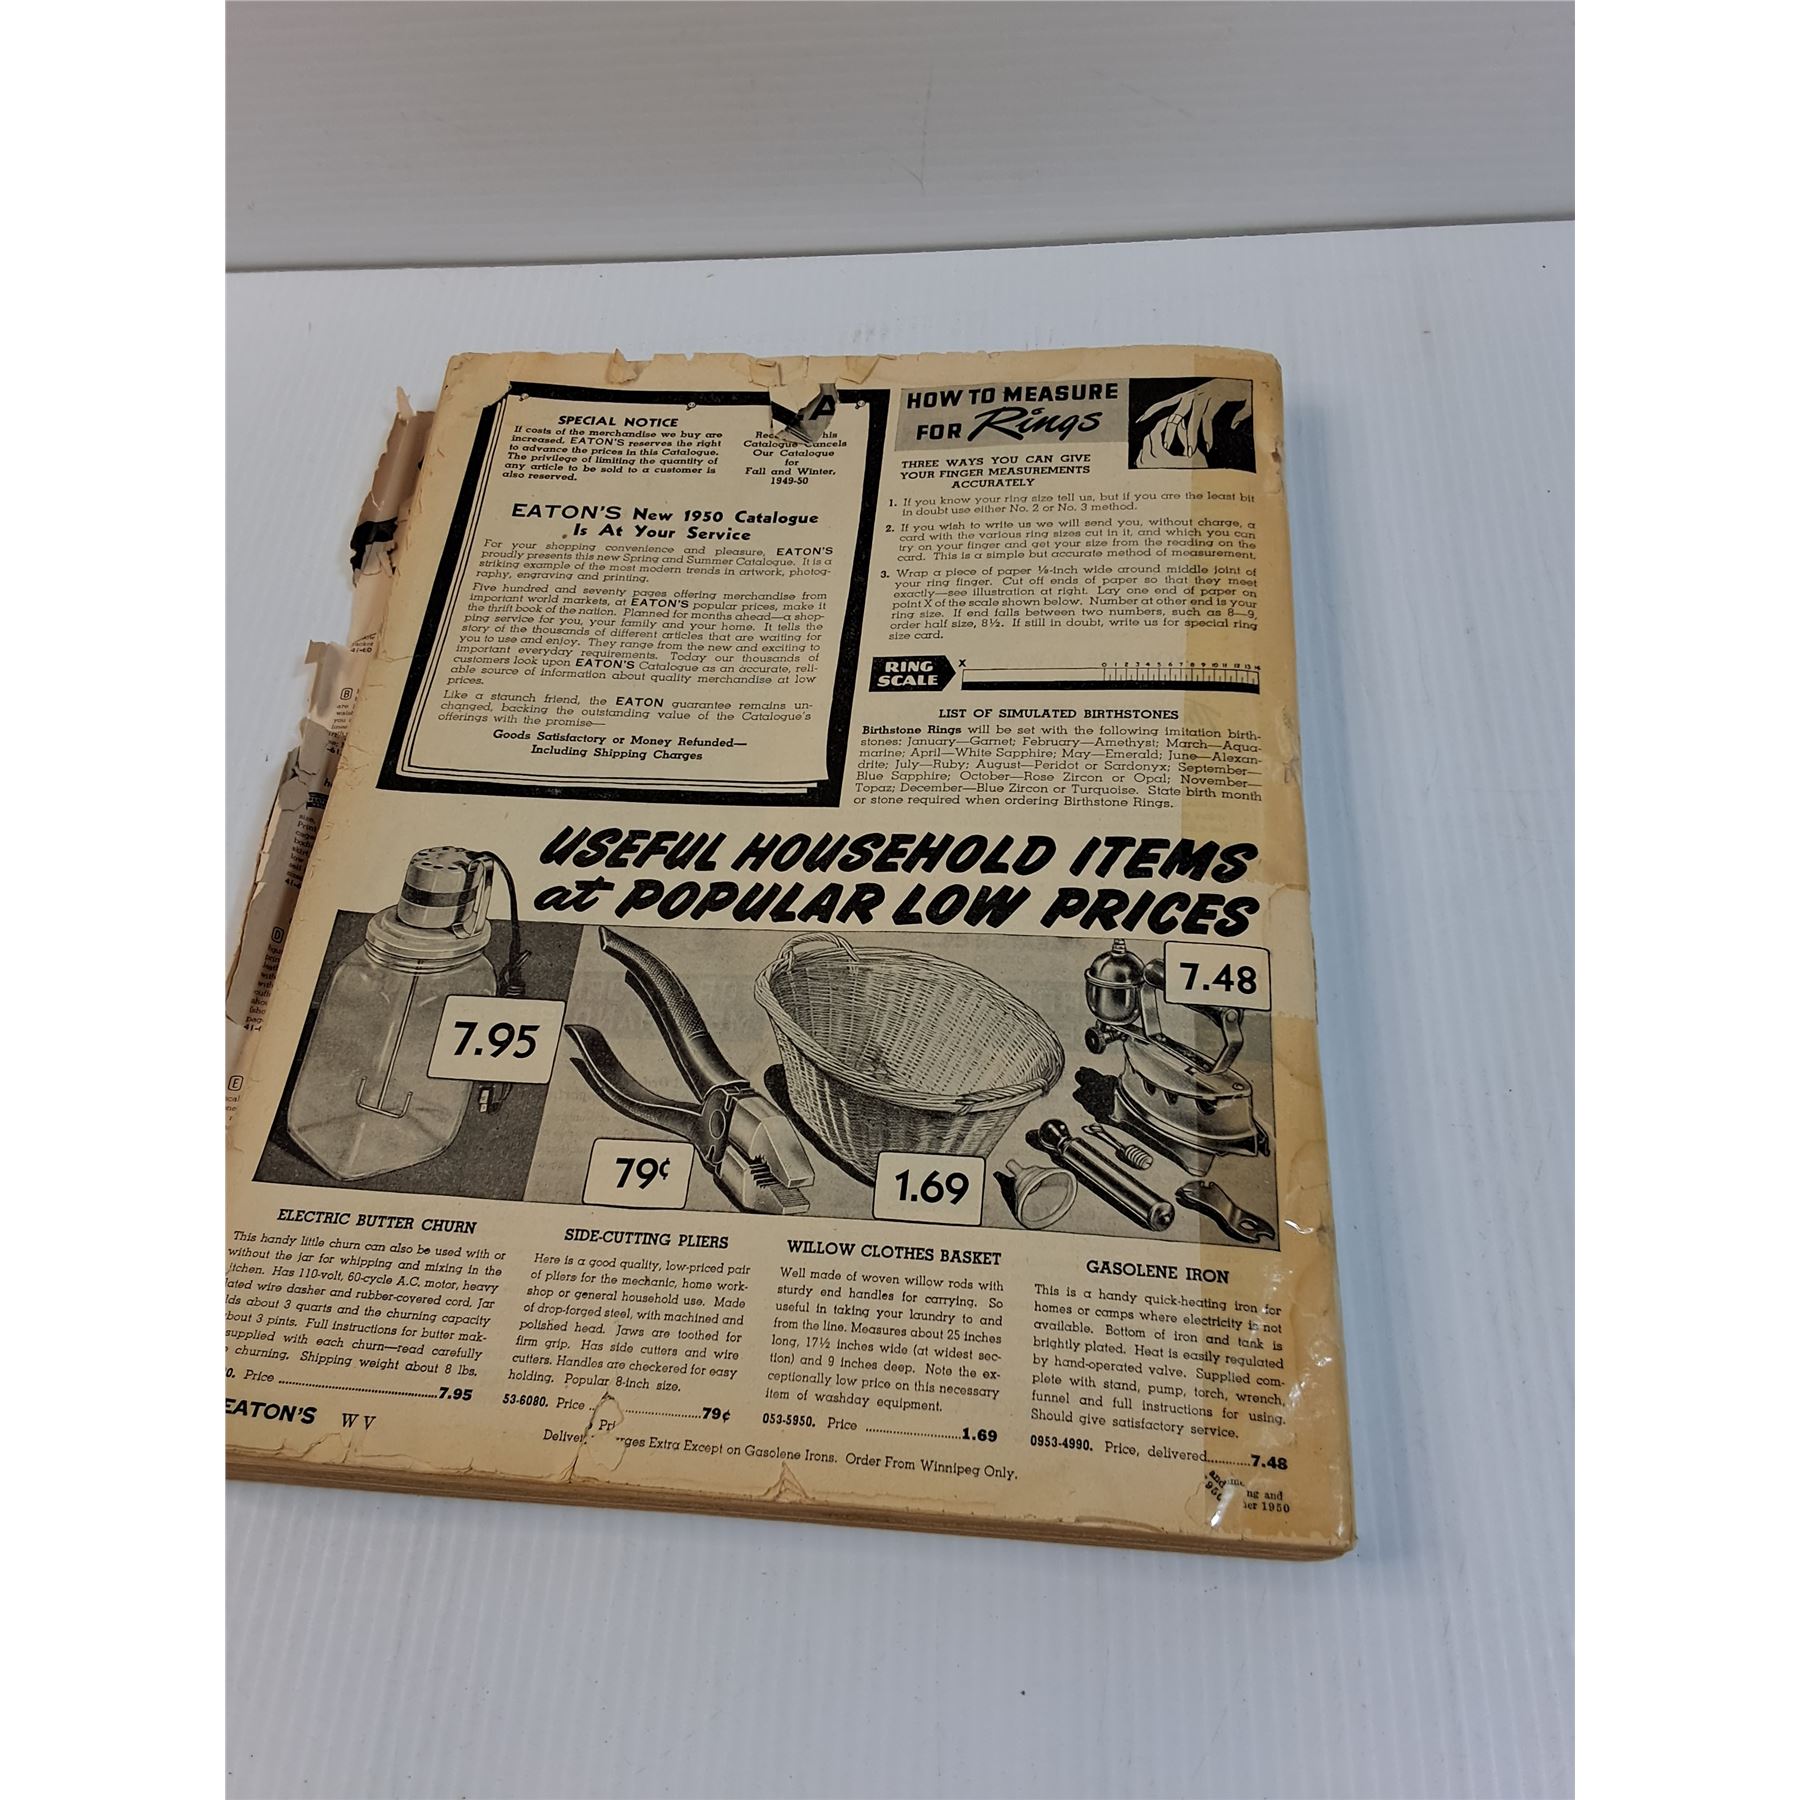 SPECIAL NOTICE
If costs of the merchandise we buy are
increased, EATON'S reserves the right
to advance the prices in this Catalogue.
The privilege of limiting the quantity of
any article to be sold to a customer is
also reserved.
A
his
Catalogue Cancels
Our Catalogue
for
Fall and Winter,
1949-50
EATON'S New 1950 Catalogue
Is At Your Service
For your shopping convenience and pleasure, EATON'S
proudly presents this new Spring and Summer Catalogue. It is a
striking example of the most modern trends in artwork, photog-
raphy, engraving and printing.
Five hundred and seventy pages offering merchandise from
important world markets, at EATON'S popular prices, make it
the thrift book of the nation. Planned for months ahead—a shop-
ping service for you, your family and your home. It tells the
story of the thousands of different articles that are waiting for
you to use and enjoy. They range from the new and exciting to
important everyday requirements. Today our thousands of
customers look upon EATON'S Catalogue as an accurate, reli-
able source of information about quality merchandise at low
prices.
Like a staunch friend, the EATON guarantee remains un-
changed, backing the outstanding value of the Catalogue's
offerings with the promise—
Goods Satisfactory or Money Refunded—
Including Shipping Charges
HOW TO MEASURE
FOR Rings
THREE WAYS YOU CAN GIVE
YOUR FINGER MEASUREMENTS
ACCURATELY
1. If you know your ring size tell us, but if you are the least bit
in doubt use either No. 2 or No. 3 method.
2. If you wish to write us we will send you, without charge, a
card with the various ring sizes cut in it, and which you can
try on your finger and get your size from the reading on the
card. This is a simple but accurate method of measurement.
3. Wrap a piece of paper ⅛-inch wide around middle joint of
your ring finger. Cut off ends of paper so that they meet
exactly—see illustration at right. Lay one end of paper on
point X of the scale shown below. Number at other end is your
ring size. If end falls between two numbers, such as 8—9,
order half size, 8½. If still in doubt, write us for special ring
size card.
RING
SCALE
X
0 1 2 3 4 5 6 7 8 9 10 11 12 13 14
LIST OF SIMULATED BIRTHSTONES
Birthstone Rings will be set with the following imitation birth-
stones: January—Garnet; February—Amethyst; March—Aqua-
marine; April—White Sapphire; May—Emerald; June—Alexan-
drite; July—Ruby; August—Peridot or Sardonyx; September—
Blue Sapphire; October—Rose Zircon or Opal; November—
Topaz; December—Blue Zircon or Turquoise. State birth month
or stone required when ordering Birthstone Rings.
USEFUL HOUSEHOLD ITEMS
at POPULAR LOW PRICES
7.95
79¢
1.69
7.48
ELECTRIC BUTTER CHURN
This handy little churn can also be used with or
without the jar for whipping and mixing in the
itchen. Has 110-volt, 60-cycle A.C. motor, heavy
lated wire dasher and rubber-covered cord. Jar
lds about 3 quarts and the churning capacity
bout 3 pints. Full instructions for butter mak-
supplied with each churn—read carefully
churning. Shipping weight about 8 lbs.
0. Price 7.95
EATON'S W V
SIDE-CUTTING PLIERS
Here is a good quality, low-priced pair
of pliers for the mechanic, home work-
shop or general household use. Made
of drop-forged steel, with machined and
polished head. Jaws are toothed for
firm grip. Has side cutters and wire
cutters. Handles are checkered for easy
holding. Popular 8-inch size.
53-6080. Price 79¢
WILLOW CLOTHES BASKET
Well made of woven willow rods with
sturdy end handles for carrying. So
useful in taking your laundry to and
from the line. Measures about 25 inches
long, 17½ inches wide (at widest sec-
tion) and 9 inches deep. Note the ex-
ceptionally low price on this necessary
item of washday equipment.
053-5950. Price 1.69
GASOLENE IRON
This is a handy quick-heating iron for
homes or camps where electricity is not
available. Bottom of iron and tank is
brightly plated. Heat is easily regulated
by hand-operated valve. Supplied com-
plete with stand, pump, torch, wrench,
funnel and full instructions for using.
Should give satisfactory service.
0953-4990. Price, delivered 7.48
Extra Except on Gasolene Irons. Order From Winnipeg Only.
ng and
1950
B
D
E